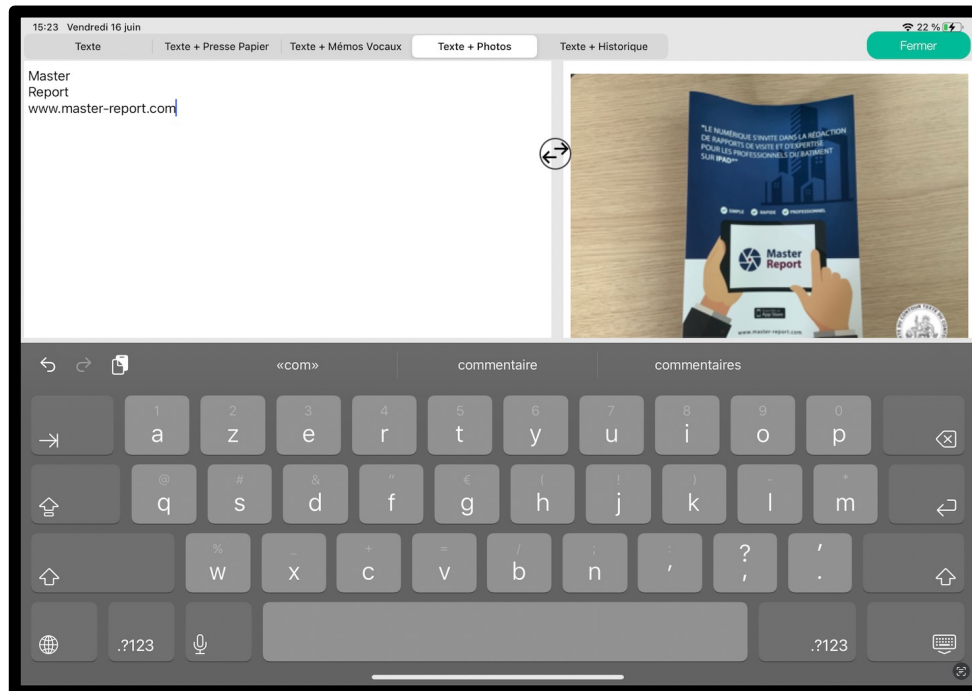 15:23 Vendredi 16 juin
22 %
Texte
Texte + Presse Papier
Texte + Mémos Vocaux
Texte + Photos
Texte + Historique
Fermer
Master
Report
www.master-report.com
"LE NUMÉRIQUE S'INVITE DANS LA RÉDACTION
DE RAPPORTS DE VISITE ET D'EXPERTISE
POUR LES PROFESSIONNELS DU BATIMENT
SUR IPAD"
SIMPLE RAPIDE PROFESSIONNEL
Master
Report
App Store
www.master-report.com
«com» commentaire commentaires
1 2 3 4 5 6 7 8 9 0
a z e r t y u i o p
@ # & " € ( ! ) - *
q s d f g h j k l m
% _ + = / ; : ? '
w x c v b n ' , .
.?123 .?123